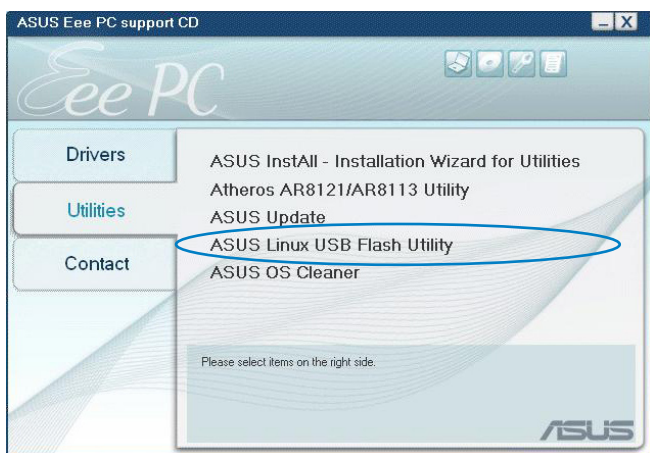 ASUS Eee PC support CD
Eee PC
Drivers
Utilities
Contact
ASUS InstAll - Installation Wizard for Utilities
Atheros AR8121/AR8113 Utility
ASUS Update
ASUS Linux USB Flash Utility
ASUS OS Cleaner
Please select items on the right side.
ASUS